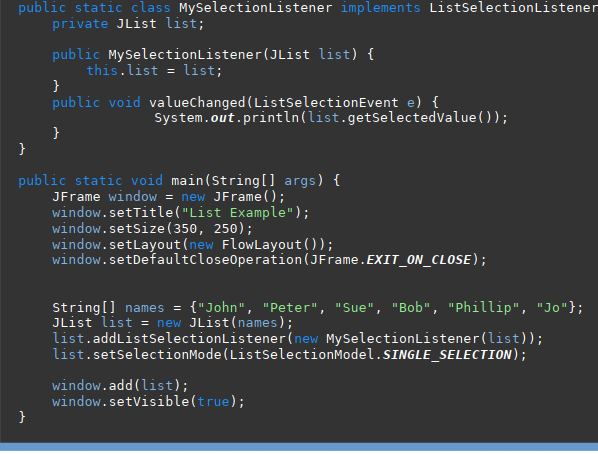 public static class MySelectionListener implements ListSelectionListener
private JList list;
public MySelectionListener(JList list) {
this.list = list;
}
public void valueChanged(ListSelectionEvent e) {
System.out.println(list.getSelectedValue());
}
}
public static void main(String[] args) {
JFrame window = new JFrame();
window.setTitle("List Example");
window.setSize(350, 250);
window.setLayout(new FlowLayout());
window.setDefaultCloseOperation(JFrame.EXIT_ON_CLOSE);
String[] names = {"John", "Peter", "Sue", "Bob", "Phillip", "Jo"};
JList list = new JList(names);
list.addListSelectionListener(new MySelectionListener(list));
list.setSelectionMode(ListSelectionModel.SINGLE_SELECTION);
window.add(list);
window.setVisible(true);
}